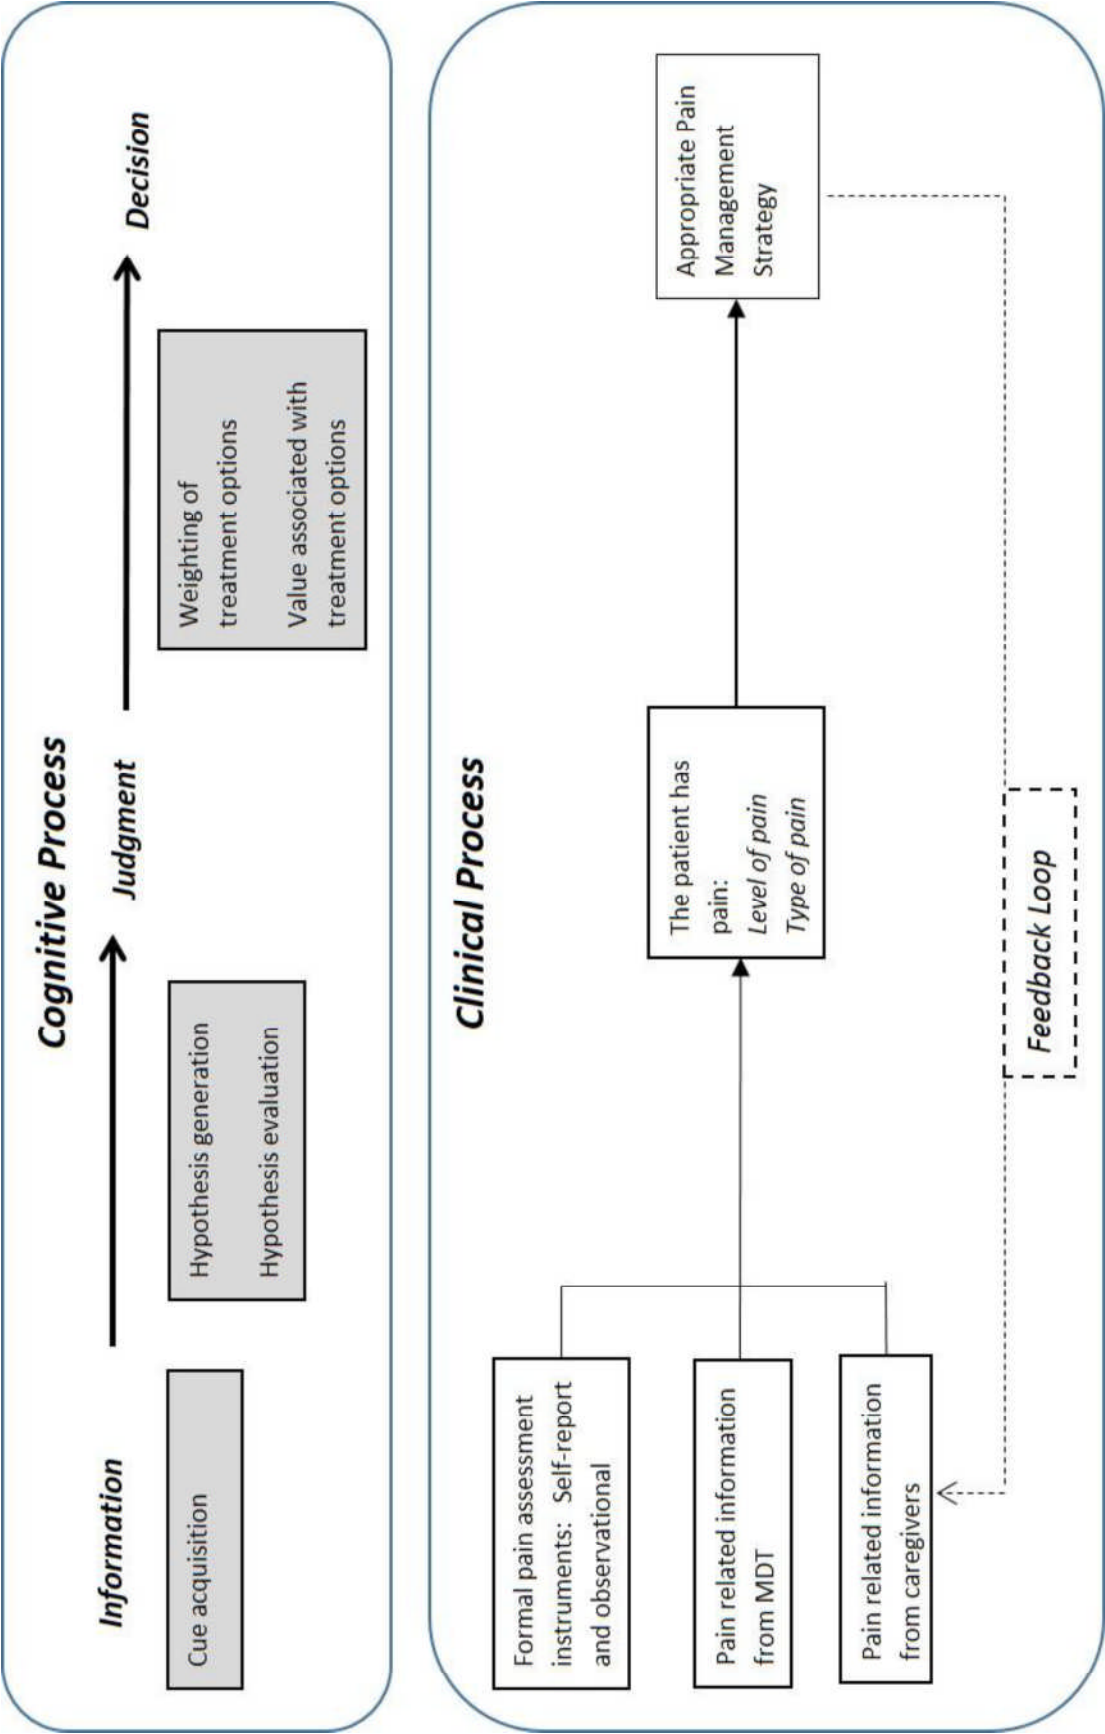 Cognitive Process
Information
Judgment
Decision
Cue acquisition
Hypothesis generation
Hypothesis evaluation
Weighting of
treatment options
Value associated with
treatment options
Clinical Process
Formal pain assessment
instruments: Self-report
and observational
Pain related information
from MDT
Pain related information
from caregivers
The patient has
pain:
Level of pain
Type of pain
Appropriate Pain
Management
Strategy
Feedback Loop